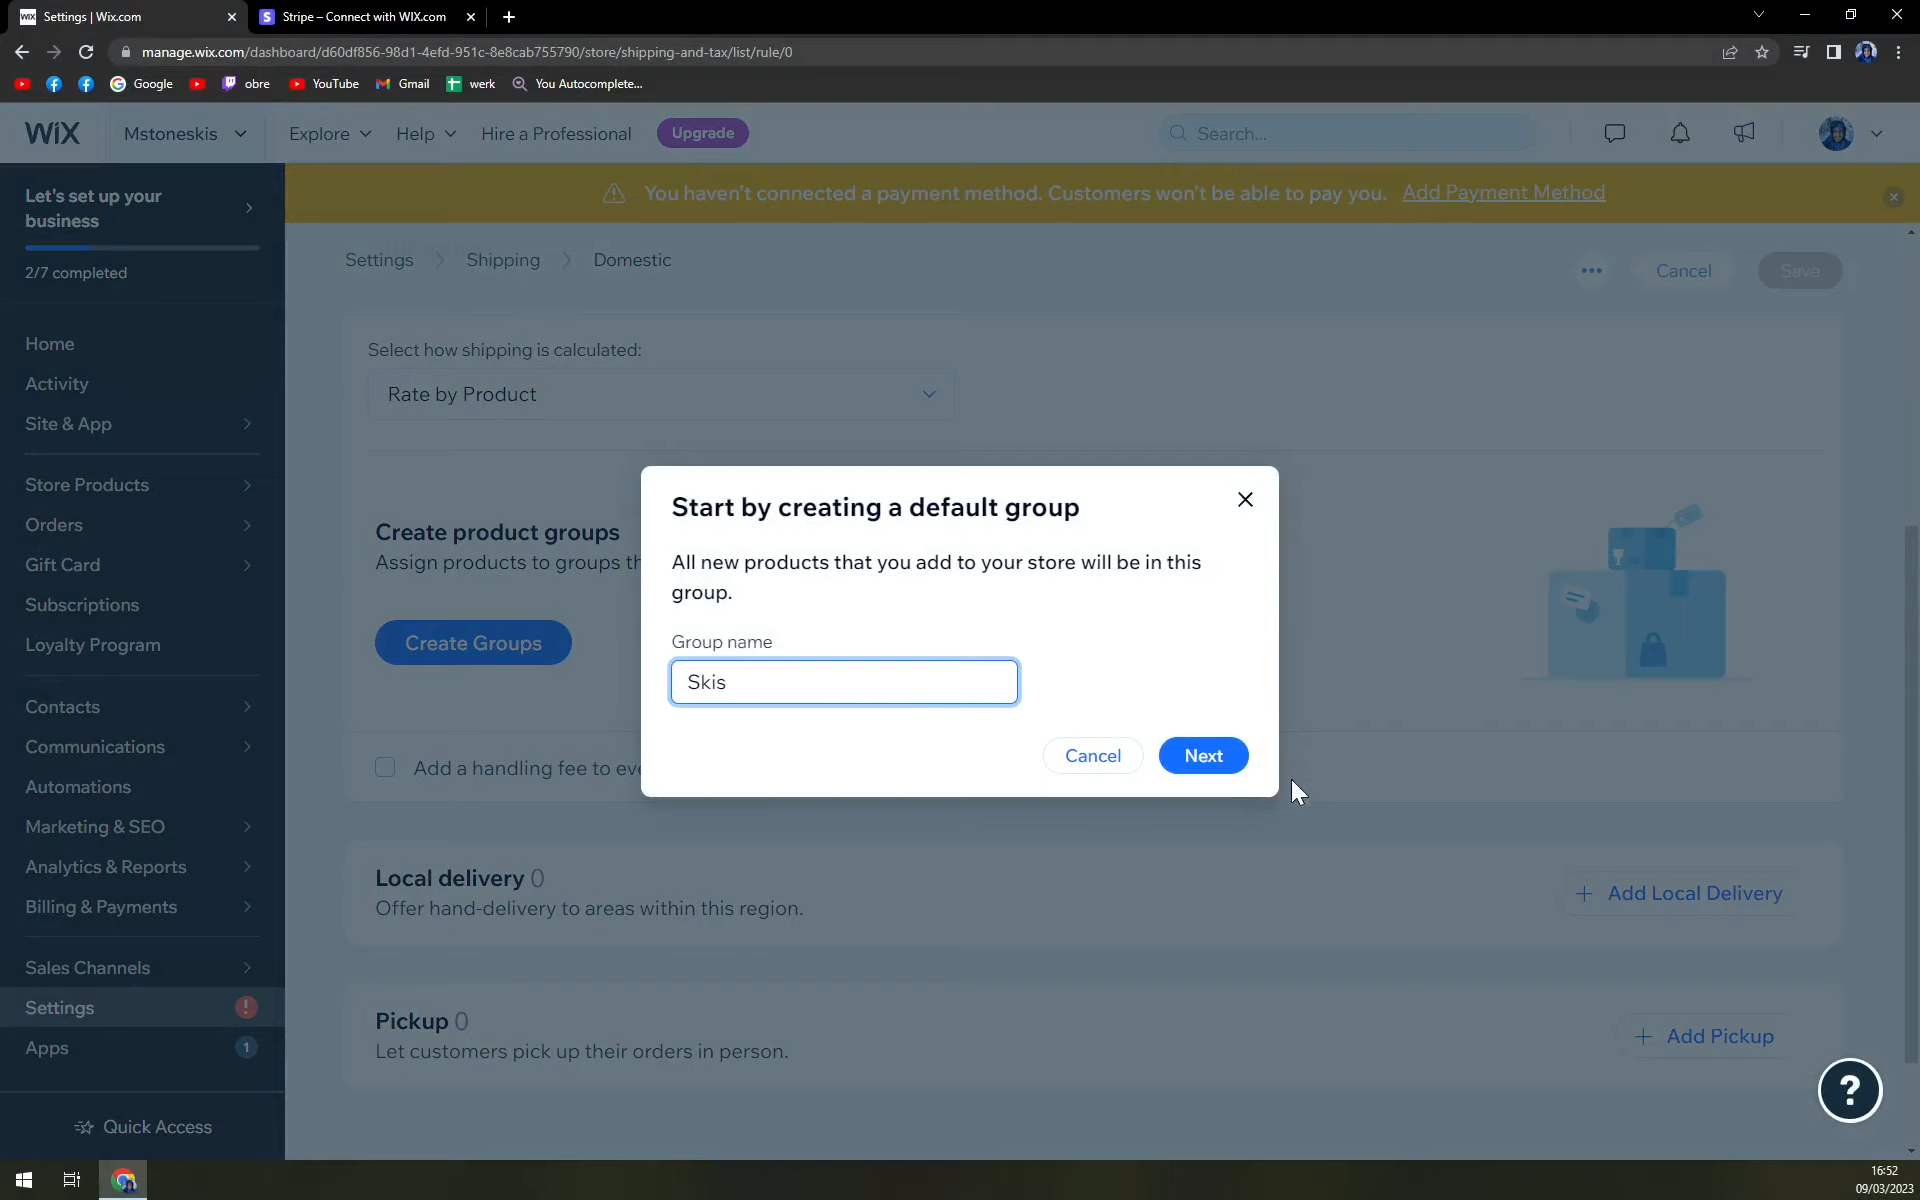 Settings | Wix.com
Stripe – Connect with WIX.com
manage.wix.com/dashboard/d60df856-98d1-4efd-951c-8e8cab755790/store/shipping-and-tax/list/rule/0
Google
obre
YouTube
Gmail
werk
You Autocomplete...
WiX
Mstoneskis
Explore
Help
Hire a Professional
Upgrade
Search...
Let's set up your
business
2/7 completed
You haven't connected a payment method. Customers won't be able to pay you. Add Payment Method
Settings
Shipping
Domestic
Cancel
Save
Home
Activity
Site & App
Store Products
Orders
Gift Card
Subscriptions
Loyalty Program
Contacts
Communications
Automations
Marketing & SEO
Analytics & Reports
Billing & Payments
Sales Channels
Settings
!
Apps
1
Quick Access
Select how shipping is calculated:
Rate by Product
Create product groups
Assign products to groups th
Create Groups
Add a handling fee to eve
Start by creating a default group
All new products that you add to your store will be in this
group.
Group name
Skis
Cancel
Next
Local delivery 0
Offer hand-delivery to areas within this region.
+ Add Local Delivery
Pickup 0
Let customers pick up their orders in person.
+ Add Pickup
?
16:52
09/03/2023